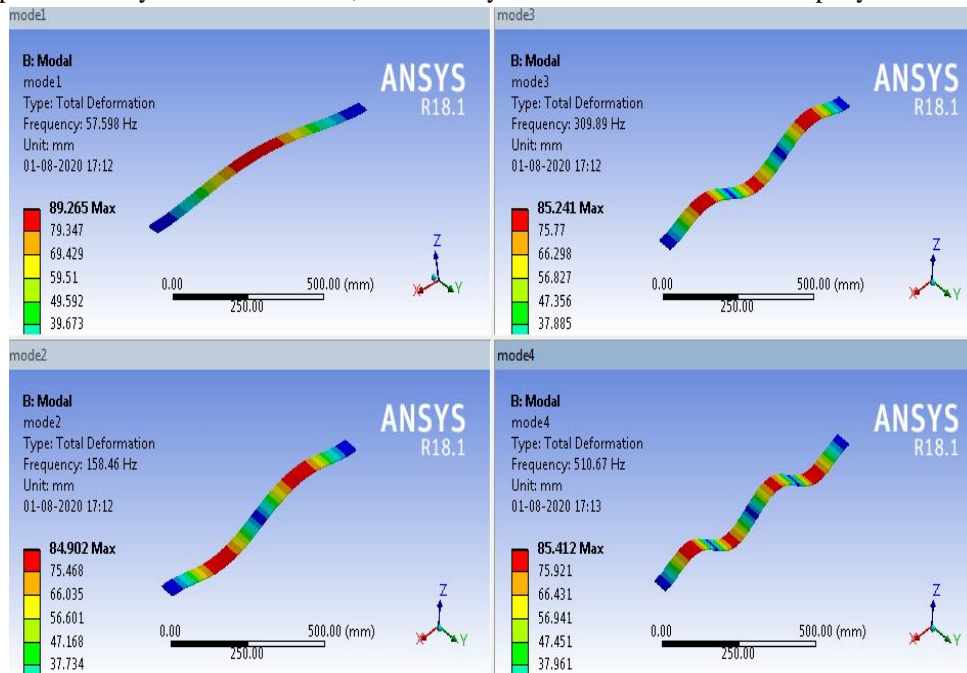 mode1
B: Modal
mode1
Type: Total Deformation
Frequency: 57.598 Hz
Unit: mm
01-08-2020 17:12
ANSYS
R18.1
89.265 Max
79.347
69.429
59.51
49.592
39.673
0.00
500.00 (mm)
250.00
Z
X
Y
mode3
B: Modal
mode3
Type: Total Deformation
Frequency: 309.89 Hz
Unit: mm
01-08-2020 17:12
ANSYS
R18.1
85.241 Max
75.77
66.298
56.827
47.356
37.885
0.00
500.00 (mm)
250.00
Z
X
Y
mode2
B: Modal
mode2
Type: Total Deformation
Frequency: 158.46 Hz
Unit: mm
01-08-2020 17:12
ANSYS
R18.1
84.902 Max
75.468
66.035
56.601
47.168
37.734
0.00
500.00 (mm)
250.00
Z
X
Y
mode4
B: Modal
mode4
Type: Total Deformation
Frequency: 510.67 Hz
Unit: mm
01-08-2020 17:13
ANSYS
R18.1
85.412 Max
75.921
66.431
56.941
47.451
37.961
0.00
500.00 (mm)
250.00
Z
X
Y